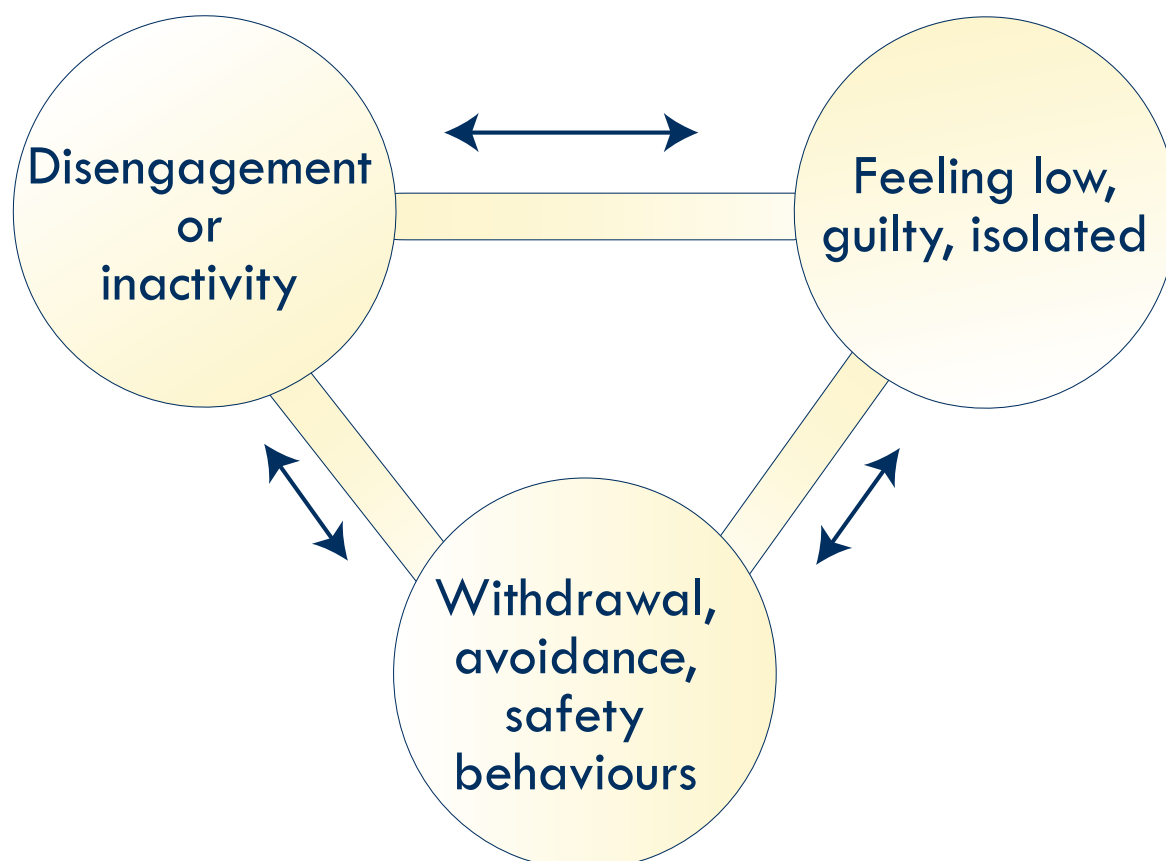 Disengagement
or
inactivity
Feeling low,
guilty, isolated
Withdrawal,
avoidance,
safety
behaviours